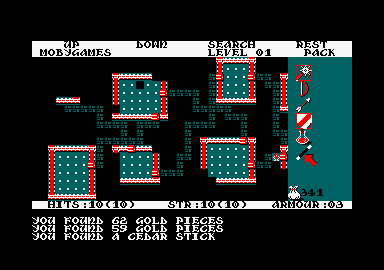 UP DOWN SEARCH REST
MOBYGAMES LEVEL 01 PACK
341
HITS:10(10) STR:10(10) ARMOUR:03
YOU FOUND 62 GOLD PIECES
YOU FOUND 59 GOLD PIECES
YOU FOUND A CEDAR STICK